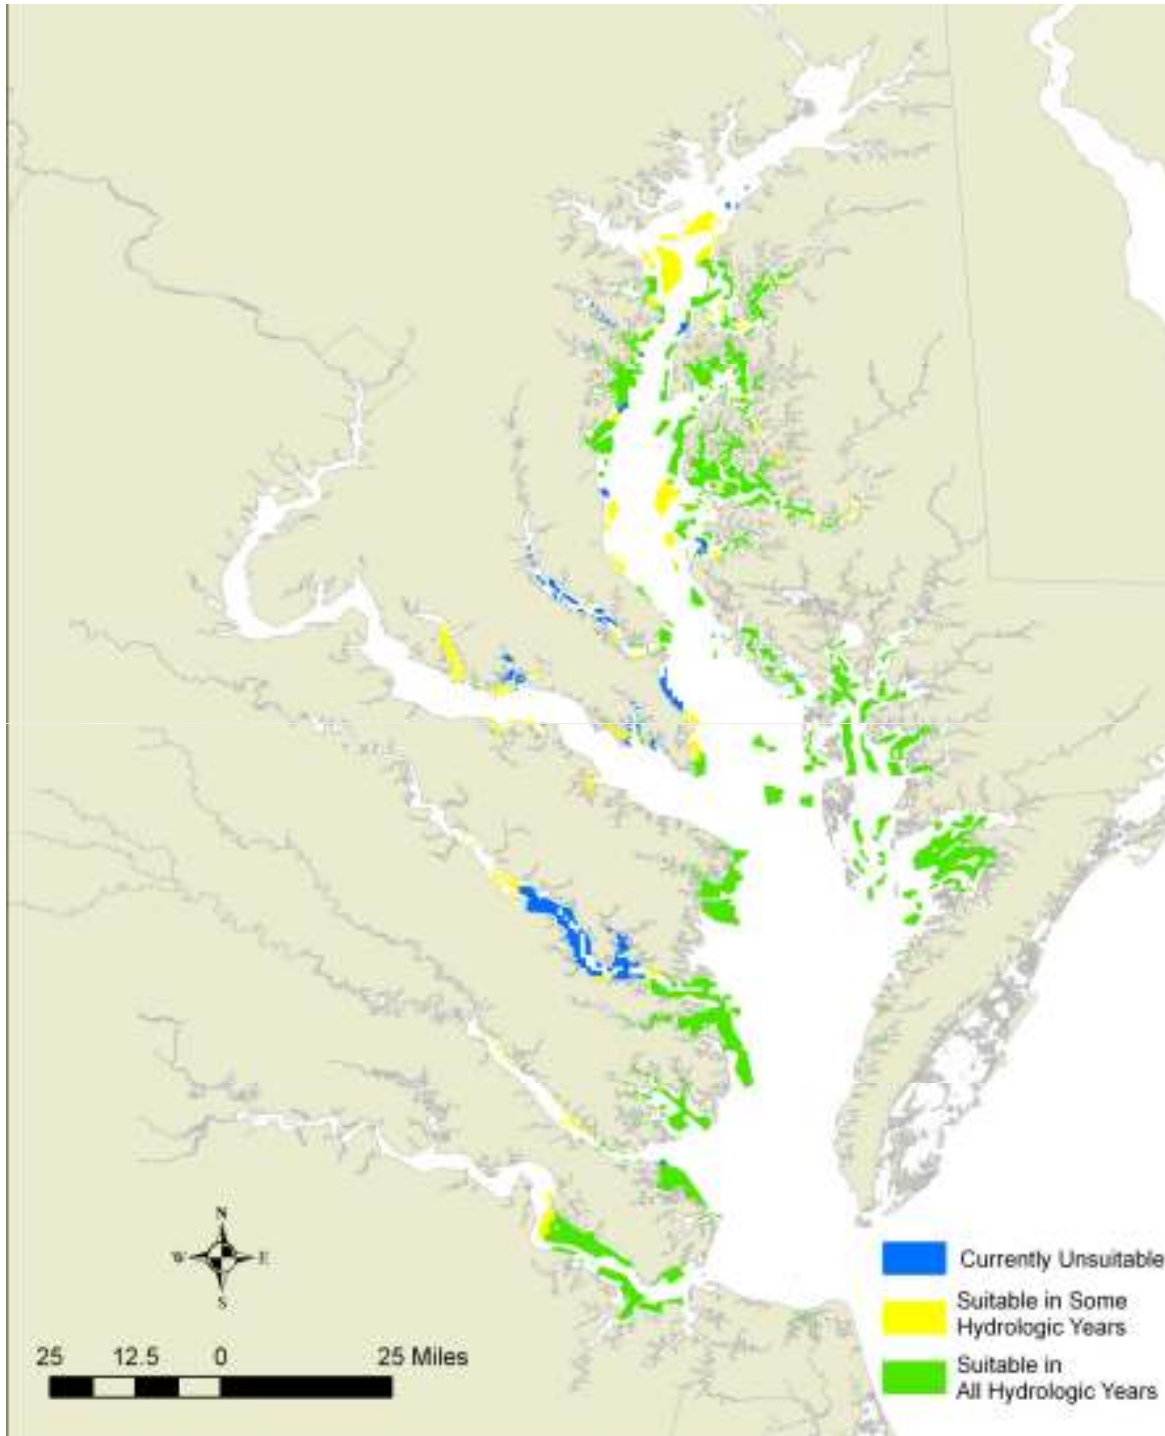 N
W E
S
25 12.5 0 25 Miles
Currently Unsuitable
Suitable in Some
Hydrologic Years
Suitable in
All Hydrologic Years